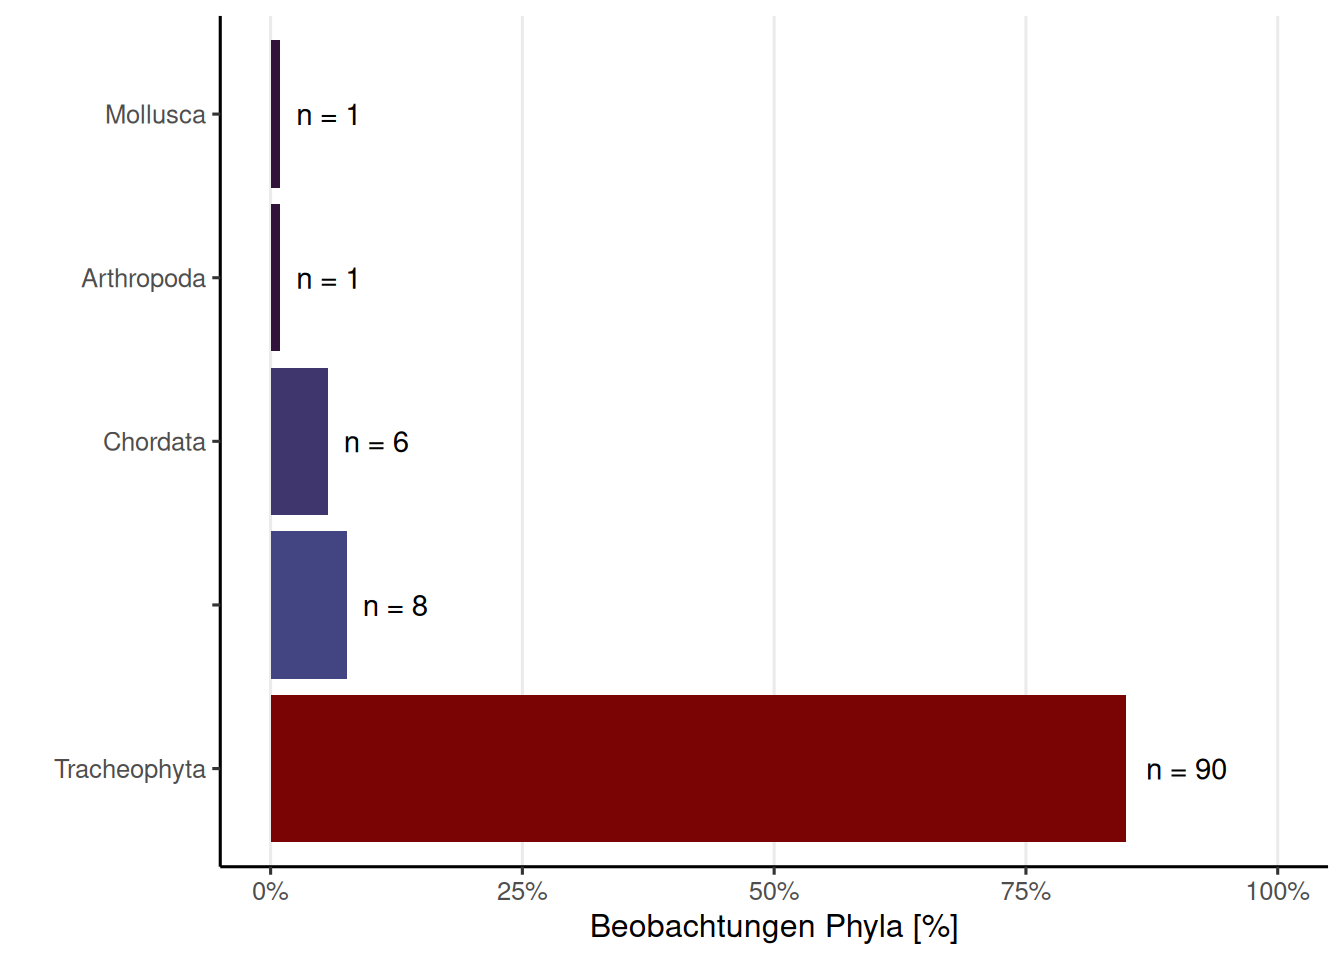 Mollusca
n = 1
Arthropoda
n = 1
Chordata
n = 6
n = 8
Tracheophyta
n = 90
0% 25% 50% 75% 100%
Beobachtungen Phyla [%]